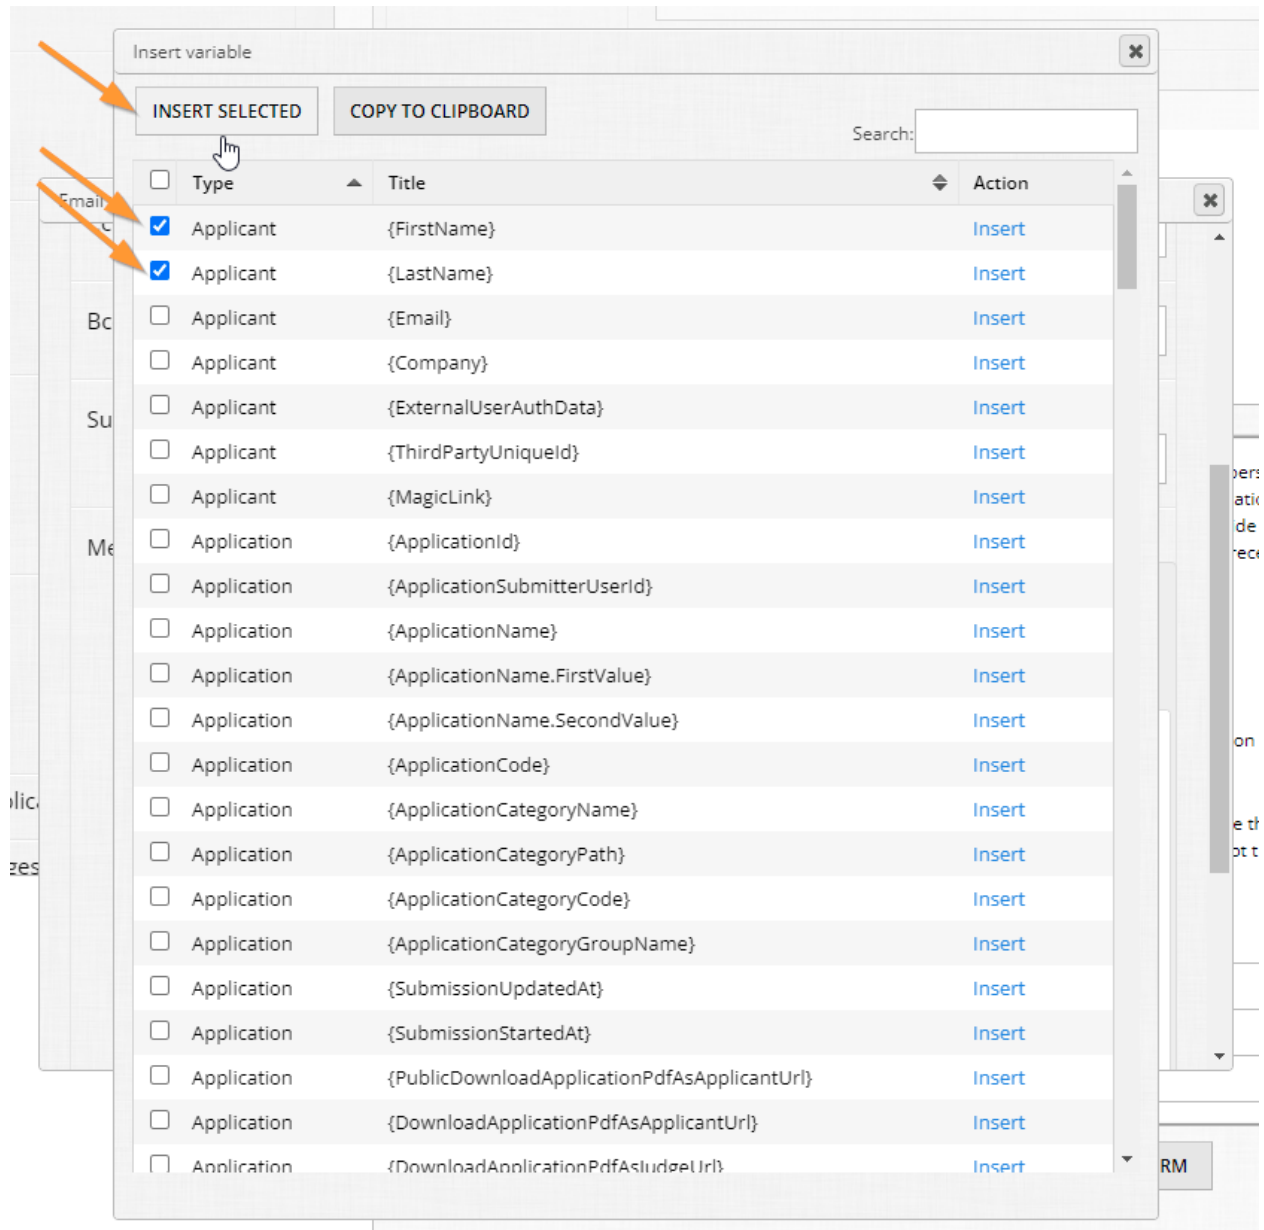 Insert variable
INSERT SELECTED COPY TO CLIPBOARD
Search:
Type Title Action
Email
Applicant {FirstName} Insert
Applicant {LastName} Insert
Bc
Applicant {Email} Insert
Applicant {Company} Insert
Su
Applicant {ExternalUserAuthData} Insert
Applicant {ThirdPartyUniqueId} Insert
Applicant {MagicLink} Insert
Me
Application {ApplicationId} Insert
de
Application {ApplicationSubmitterUserId} Insert
Application {ApplicationName} Insert
Application {ApplicationName.FirstValue} Insert
Application {ApplicationName.SecondValue} Insert
on
Application {ApplicationCode} Insert
Application {ApplicationCategoryName} Insert
Application {ApplicationCategoryPath} Insert
Application {ApplicationCategoryCode} Insert
Application {ApplicationCategoryGroupName} Insert
Application {SubmissionUpdatedAt} Insert
Application {SubmissionStartedAt} Insert
Application {PublicDownloadApplicationPdfAsApplicantUrl} Insert
Application {DownloadApplicationPdfAsApplicantUrl} Insert
Application {DownloadApplicationPdfAsJudgeUrl} Insert
RM